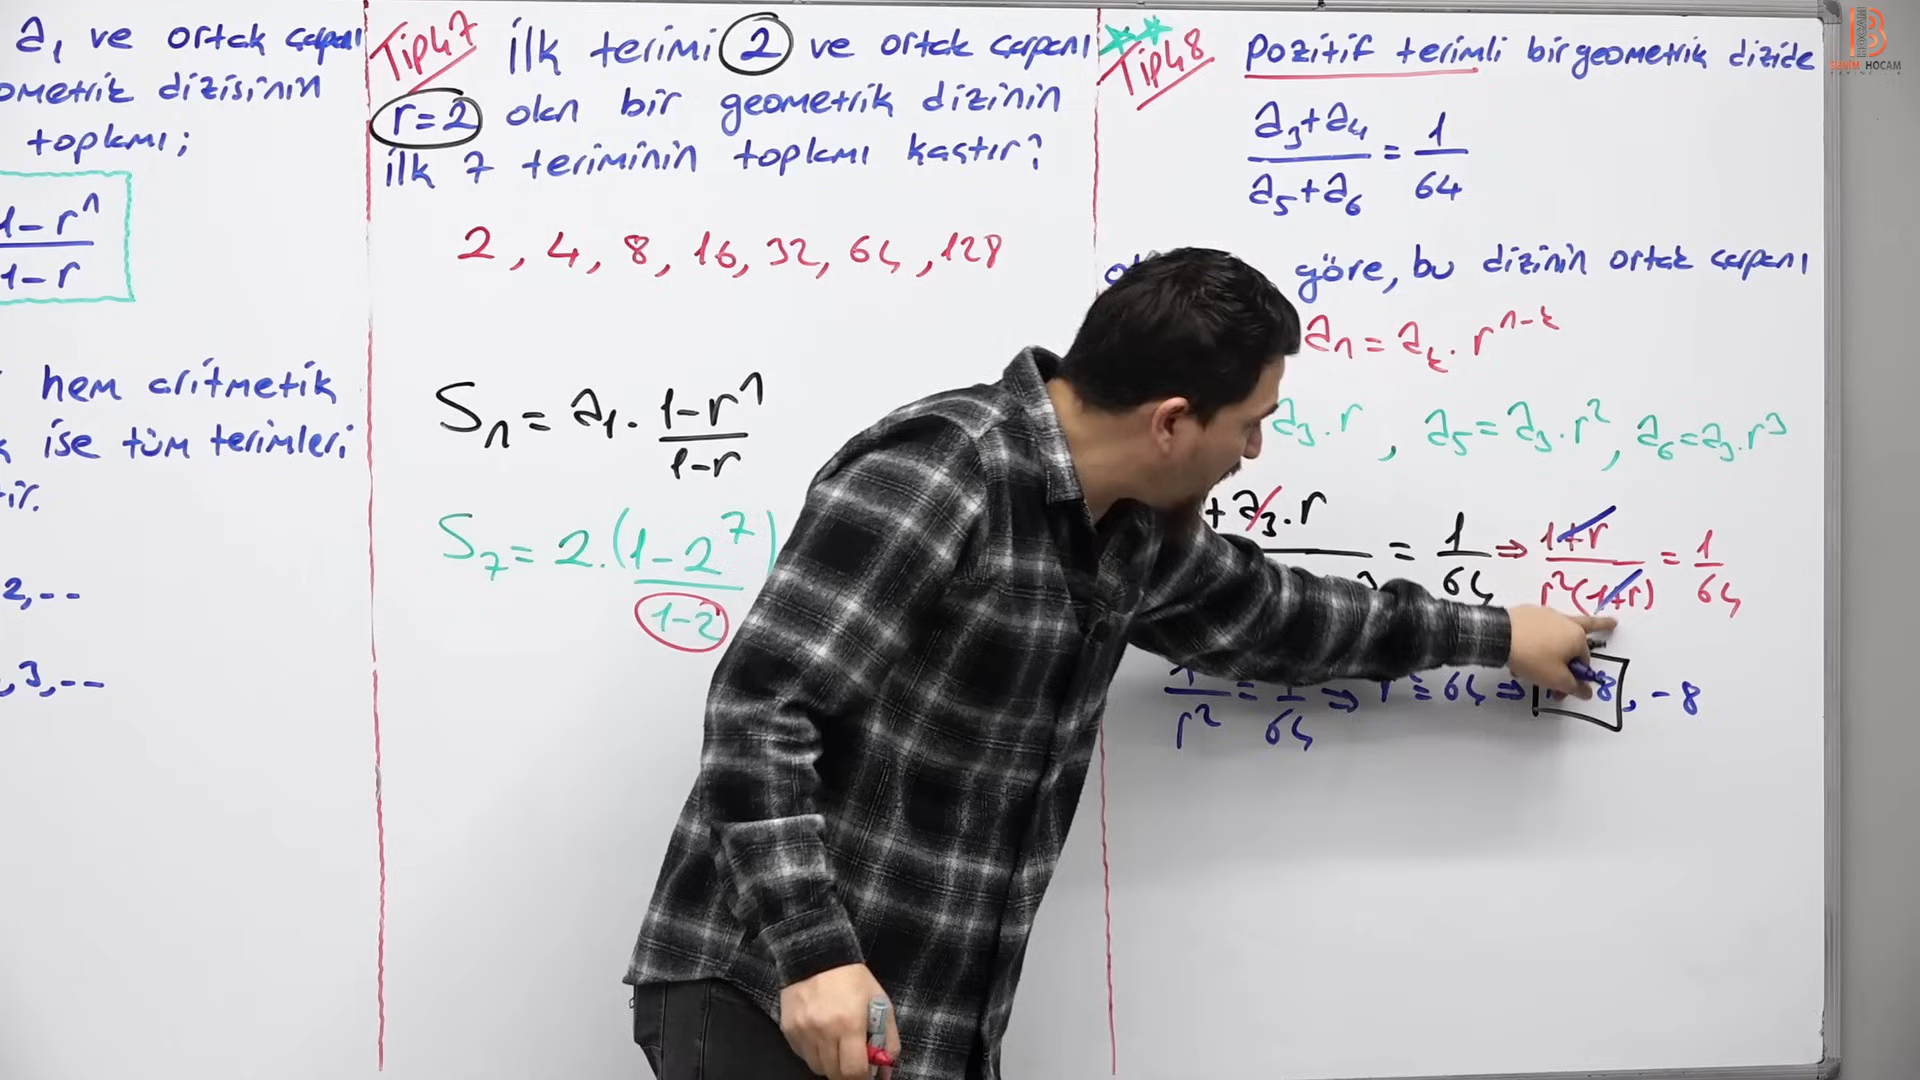 a₁ ve ortak çarpanı
dizisinin
toplamı;
1-rⁿ
1-r
hem aritmetik
ise tüm terimleri
2,--
,3,--
Tip47 İlk terimi 2 ve ortak çarpanı
r=2 olan bir geometrik dizinin
ilk 7 teriminin toplamı kaçtır?
2, 4, 8, 16, 32, 64, 128
Sₙ = a₁ · (1-rⁿ)/(1-r)
S₇ = 2·(1-2⁷)
1-2
Tip48 Pozitif terimli bir geometrik dizide
(a₃+a₄)/(a₅+a₆) = 1/64
göre, bu dizinin ortak çarpanı
aₙ = aₖ · rⁿ⁻ᵏ
a₃·r, a₅=a₃·r², a₆=a₃·r³
+ a₃·r = 1/64 ⇒ (1+r)/(r²(1+r)) = 1/64
1/r² = 1/64 ⇒ r² = 64 ⇒ 8, -8
HOCAM